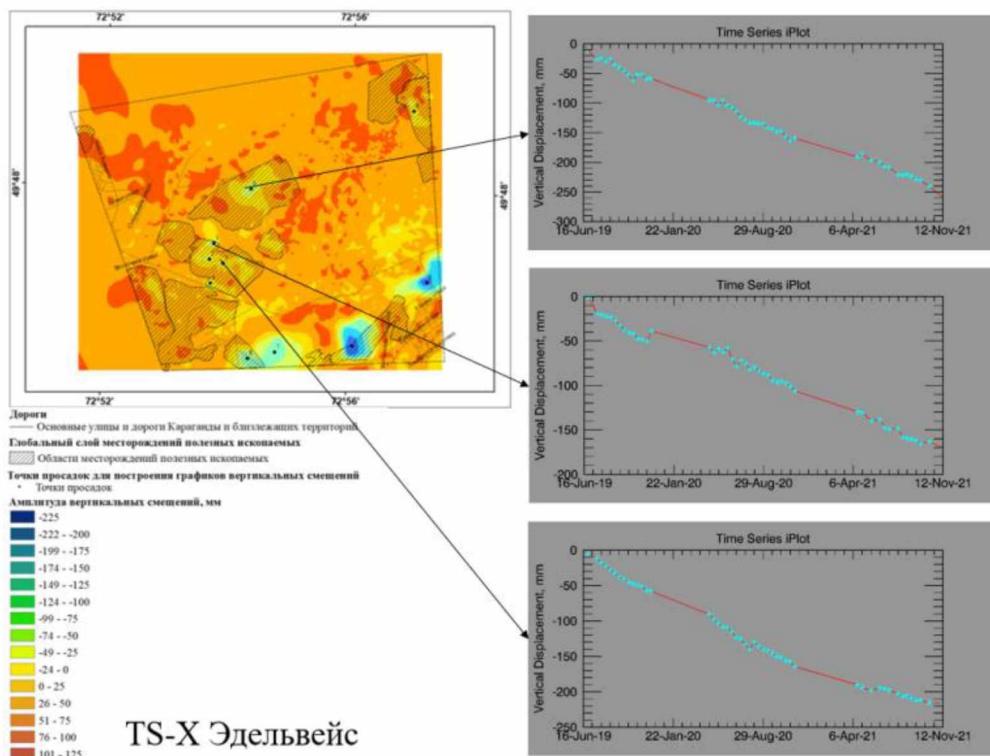 72°52' 72°56'
49°48' 49°48'
72°52' 72°56'
Дороги
Основные улицы и дороги Караганды и близлежащих территорий
Глобальный слой месторождений полезных ископаемых
Области месторождений полезных ископаемых
Точки просадок для построения графиков вертикальных смещений
Точки просадок
Амплитуда вертикальных смещений, мм
-225
-222 - -200
-199 - -175
-174 - -150
-149 - -125
-124 - -100
-99 - -75
-74 - -50
-49 - -25
-24 - 0
0 - 25
26 - 50
51 - 75
76 - 100
101 - 125
TS-X Эдельвейс
Time Series iPlot
Vertical Displacement, mm
0
-50
-100
-150
-200
-250
-300
16-Jun-19 22-Jan-20 29-Aug-20 6-Apr-21 12-Nov-21
Time Series iPlot
Vertical Displacement, mm
0
-50
-100
-150
-200
16-Jun-19 22-Jan-20 29-Aug-20 6-Apr-21 12-Nov-21
Time Series iPlot
Vertical Displacement, mm
0
-50
-100
-150
-200
-250
16-Jun-19 22-Jan-20 29-Aug-20 6-Apr-21 12-Nov-21